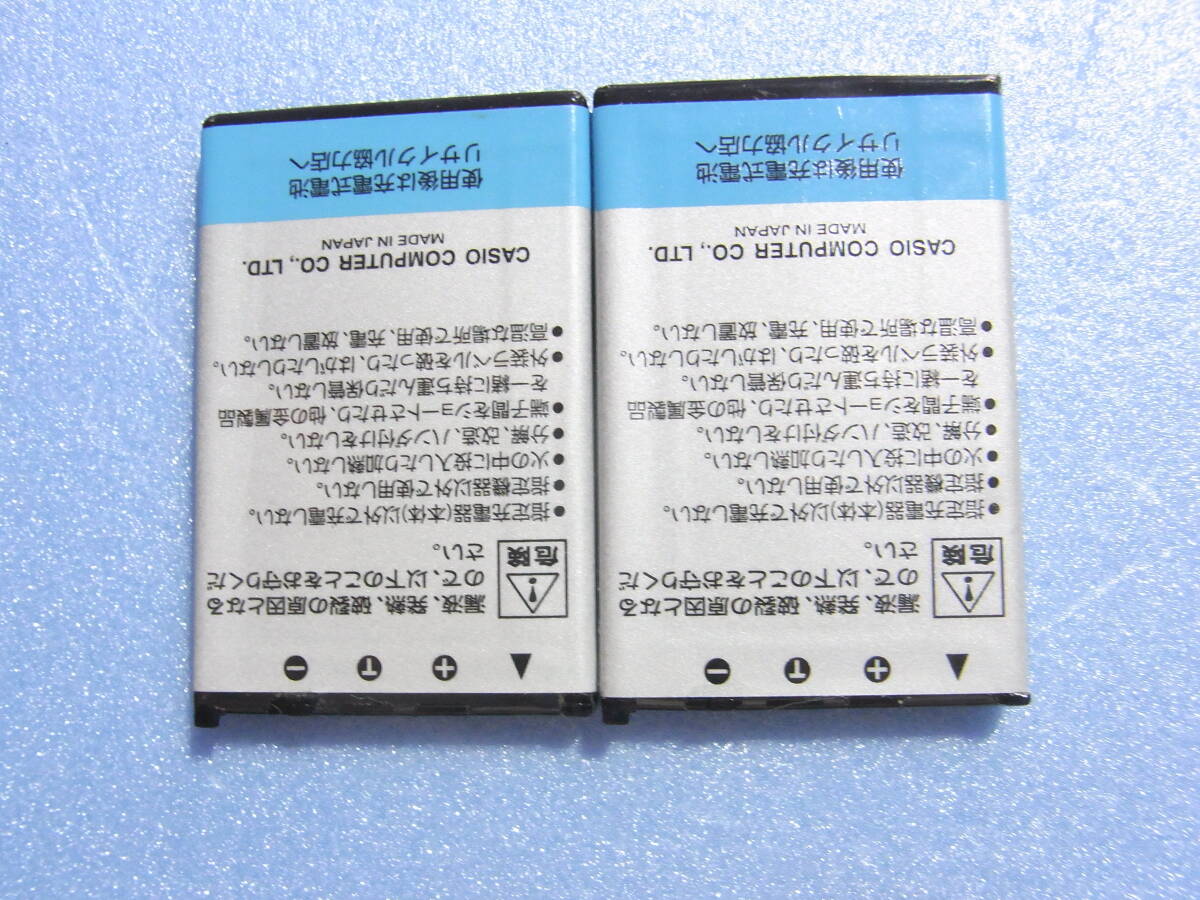 ▲ ⊕ Ⓣ ⊖
危険
漏液、発熱、破裂の原因となる
ので、以下のことをお守りくだ
さい。
●指定充電器(本体)以外で充電しない。
●指定機器以外で使用しない。
●火の中に投入したり加熱しない。
●分解、改造、ハンダ付けをしない。
●端子間をショートさせたり、他の金属製品
を一緒に持ち運んだり保管しない。
●外装ラベルを破ったり、はがしたりしない。
●高温な場所で使用、充電、放置しない。
CASIO COMPUTER CO., LTD.
MADE IN JAPAN
使用後は充電式電池
リサイクル協力店へ
▲ ⊕ Ⓣ ⊖
危険
漏液、発熱、破裂の原因となる
ので、以下のことをお守りくだ
さい。
●指定充電器(本体)以外で充電しない。
●指定機器以外で使用しない。
●火の中に投入したり加熱しない。
●分解、改造、ハンダ付けをしない。
●端子間をショートさせたり、他の金属製品
を一緒に持ち運んだり保管しない。
●外装ラベルを破ったり、はがしたりしない。
●高温な場所で使用、充電、放置しない。
CASIO COMPUTER CO., LTD.
MADE IN JAPAN
使用後は充電式電池
リサイクル協力店へ